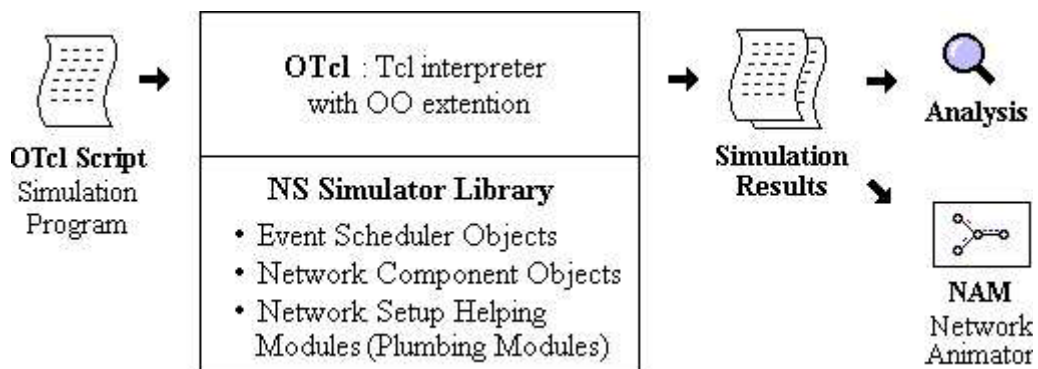 OTcl Script
Simulation
Program
OTcl : Tcl interpreter
with OO extention
NS Simulator Library
• Event Scheduler Objects
• Network Component Objects
• Network Setup Helping
Modules (Plumbing Modules)
Simulation
Results
Analysis
NAM
Network
Animator